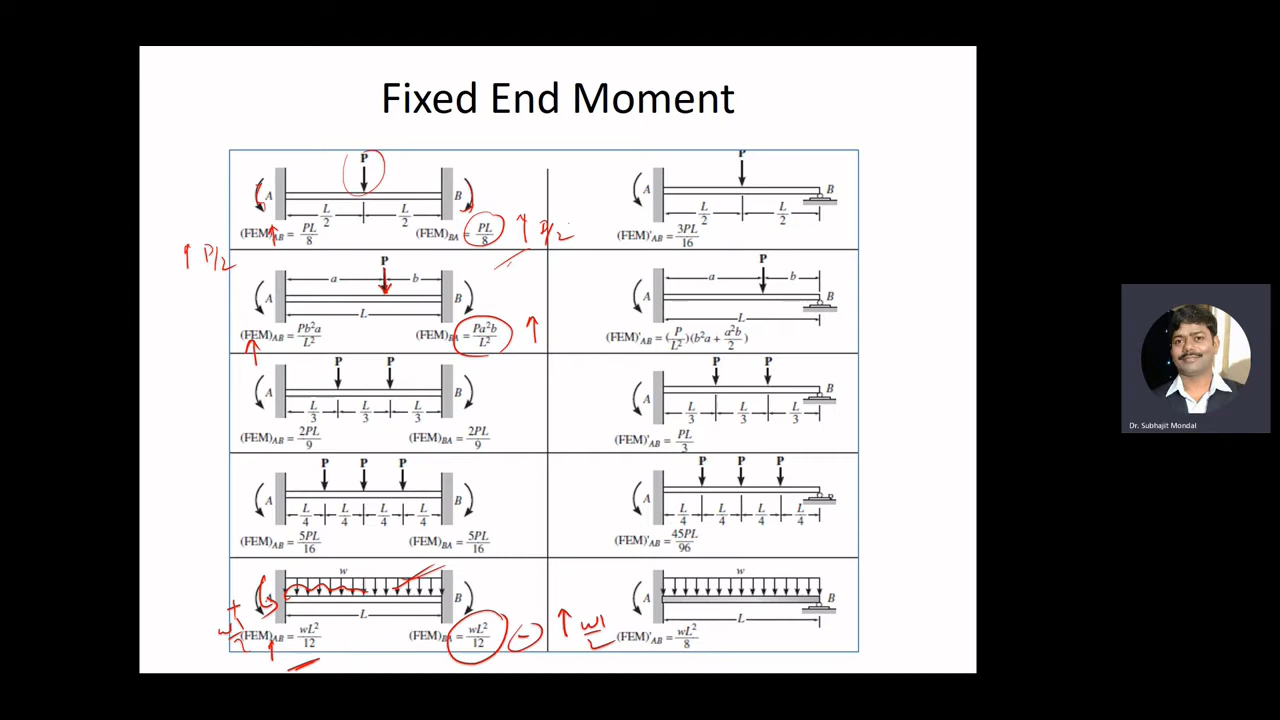 Fixed End Moment
P P
A B A B
L/2 L/2 L/2 L/2
(FEM)AB = PL/8 (FEM)BA = PL/8 ↑ P/2 (FEM)'AB = 3PL/16
↑ P/2
P P
a b a b
A B A B
L L
(FEM)AB = Pb²a/L² (FEM)BA = Pa²b/L² (FEM)'AB = (P/L²)(b²a + a²b/2)
P P P P
A B A B
L/3 L/3 L/3 L/3 L/3 L/3
(FEM)AB = 2PL/9 (FEM)BA = 2PL/9 (FEM)'AB = PL/3
P P P P P P
A B A B
L/4 L/4 L/4 L/4 L/4 L/4 L/4 L/4
(FEM)AB = 5PL/16 (FEM)BA = 5PL/16 (FEM)'AB = 45PL/96
w w
A B A B
+ L L
wl/2 (FEM)AB = wL²/12 (FEM)BA = wL²/12 (−) ↑ wl/2 (FEM)'AB = wL²/8
Dr. Subhajit Mondal